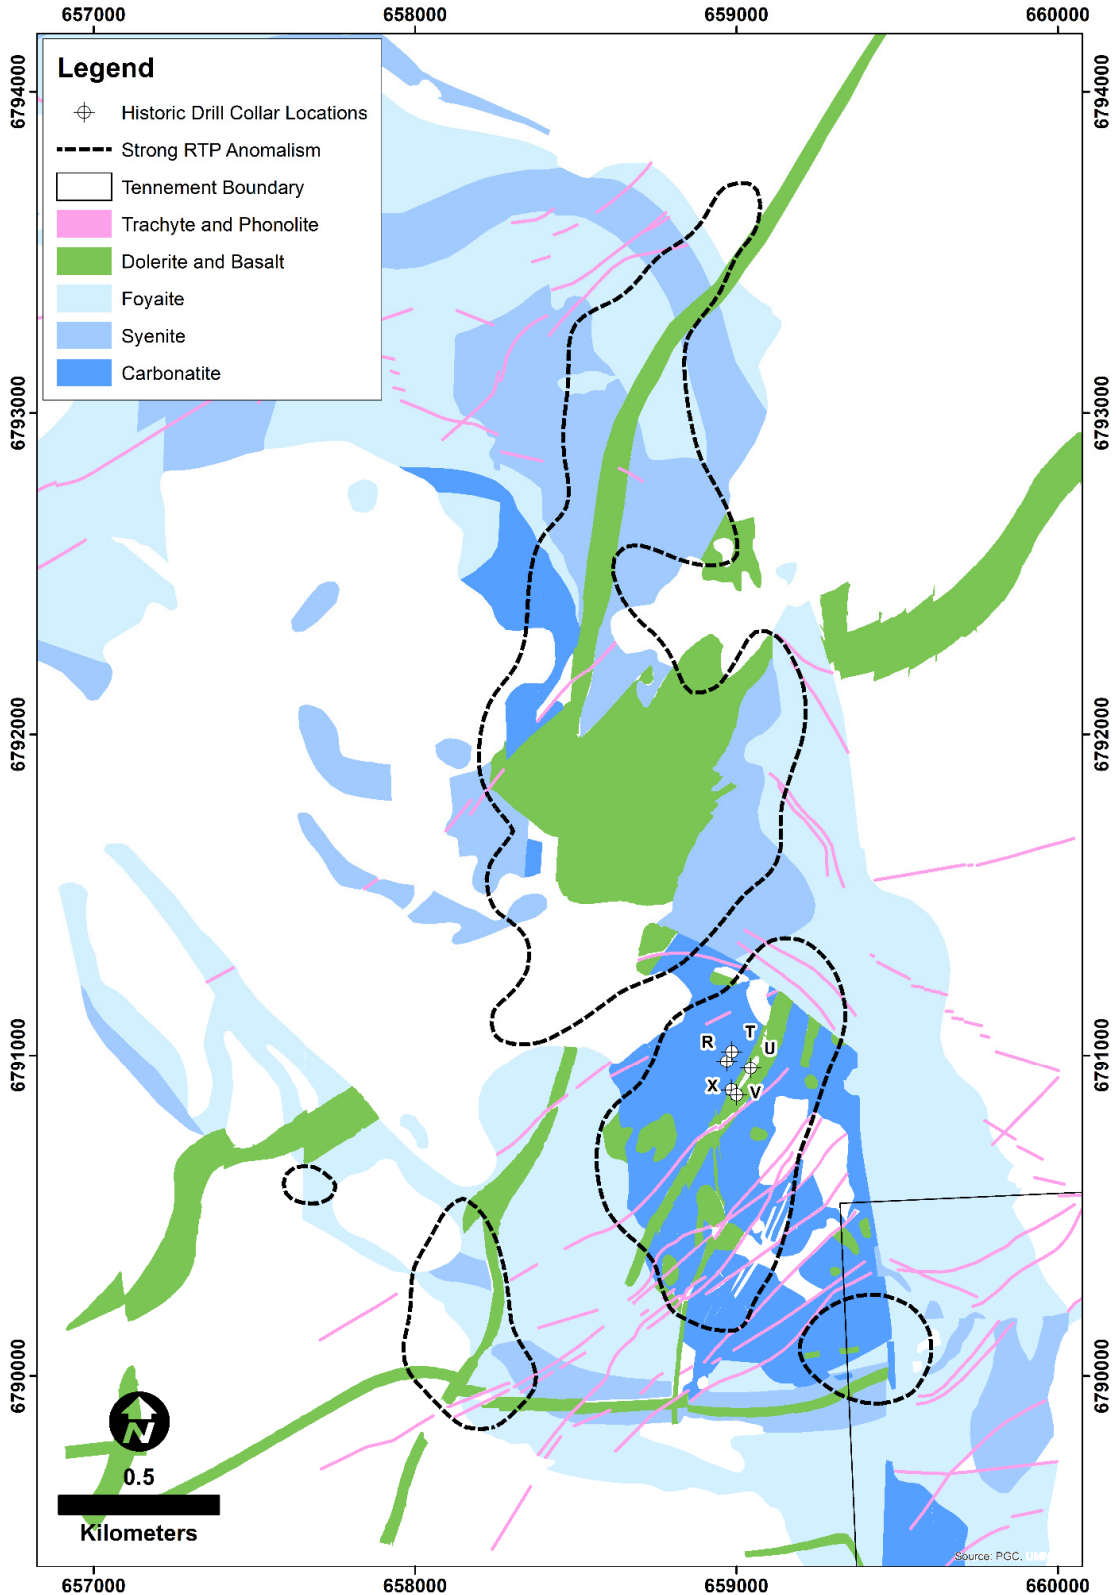 657000 658000 659000 660000
Legend
Historic Drill Collar Locations
Strong RTP Anomalism
Tennement Boundary
Trachyte and Phonolite
Dolerite and Basalt
Foyaite
Syenite
Carbonatite
6794000 6794000
6793000 6793000
6792000 6792000
6791000 6791000
6790000 6790000
T
R U
X V
N
0.5
Kilometers
Source: PGC, UMN
657000 658000 659000 660000